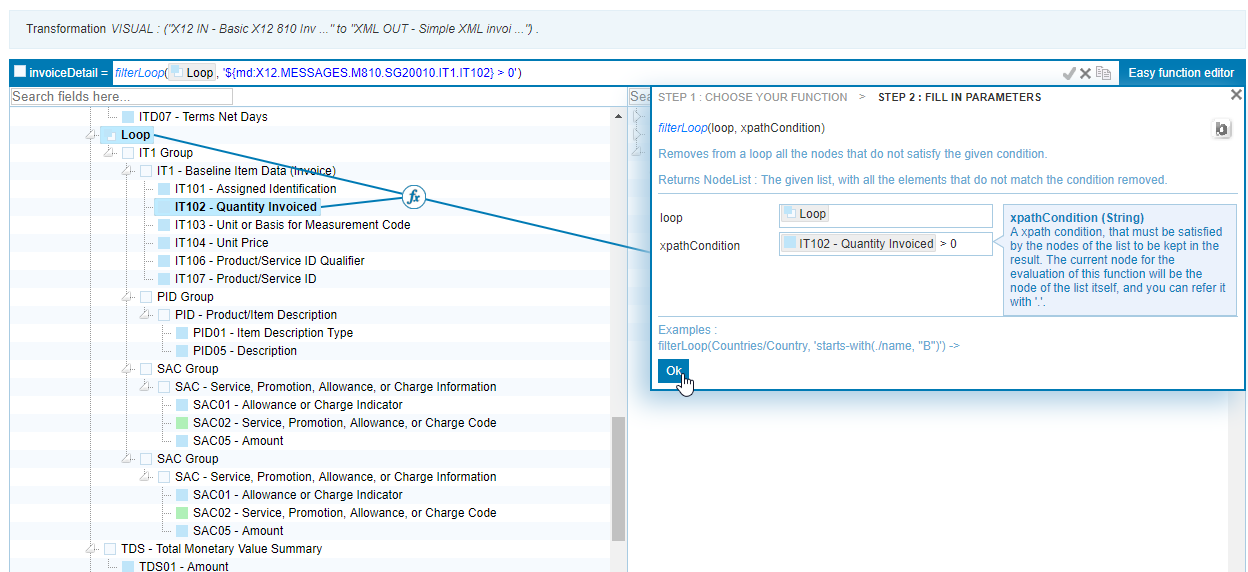 Transformation VISUAL : ("X12 IN - Basic X12 810 Inv ..." to "XML OUT - Simple XML invoi ...") .
invoiceDetail = filterLoop( Loop , '${md:X12.MESSAGES.M810.SG20010.IT1.IT102} > 0')
Easy function editor
Search fields here...
ITD07 - Terms Net Days
Loop
IT1 Group
IT1 - Baseline Item Data (Invoice)
IT101 - Assigned Identification
IT102 - Quantity Invoiced
IT103 - Unit or Basis for Measurement Code
IT104 - Unit Price
IT106 - Product/Service ID Qualifier
IT107 - Product/Service ID
PID Group
PID - Product/Item Description
PID01 - Item Description Type
PID05 - Description
SAC Group
SAC - Service, Promotion, Allowance, or Charge Information
SAC01 - Allowance or Charge Indicator
SAC02 - Service, Promotion, Allowance, or Charge Code
SAC05 - Amount
SAC Group
SAC - Service, Promotion, Allowance, or Charge Information
SAC01 - Allowance or Charge Indicator
SAC02 - Service, Promotion, Allowance, or Charge Code
SAC05 - Amount
TDS - Total Monetary Value Summary
TDS01 - Amount
fx
Sea
STEP 1 : CHOOSE YOUR FUNCTION > STEP 2 : FILL IN PARAMETERS
filterLoop(loop, xpathCondition)
b
Removes from a loop all the nodes that do not satisfy the given condition.
Returns NodeList : The given list, with all the elements that do not match the condition removed.
loop
Loop
xpathCondition
IT102 - Quantity Invoiced > 0
xpathCondition (String)
A xpath condition, that must be satisfied
by the nodes of the list to be kept in the
result. The current node for the
evaluation of this function will be the
node of the list itself, and you can refer it
with '.'.
Examples :
filterLoop(Countries/Country, 'starts-with(./name, "B")') ->
Ok